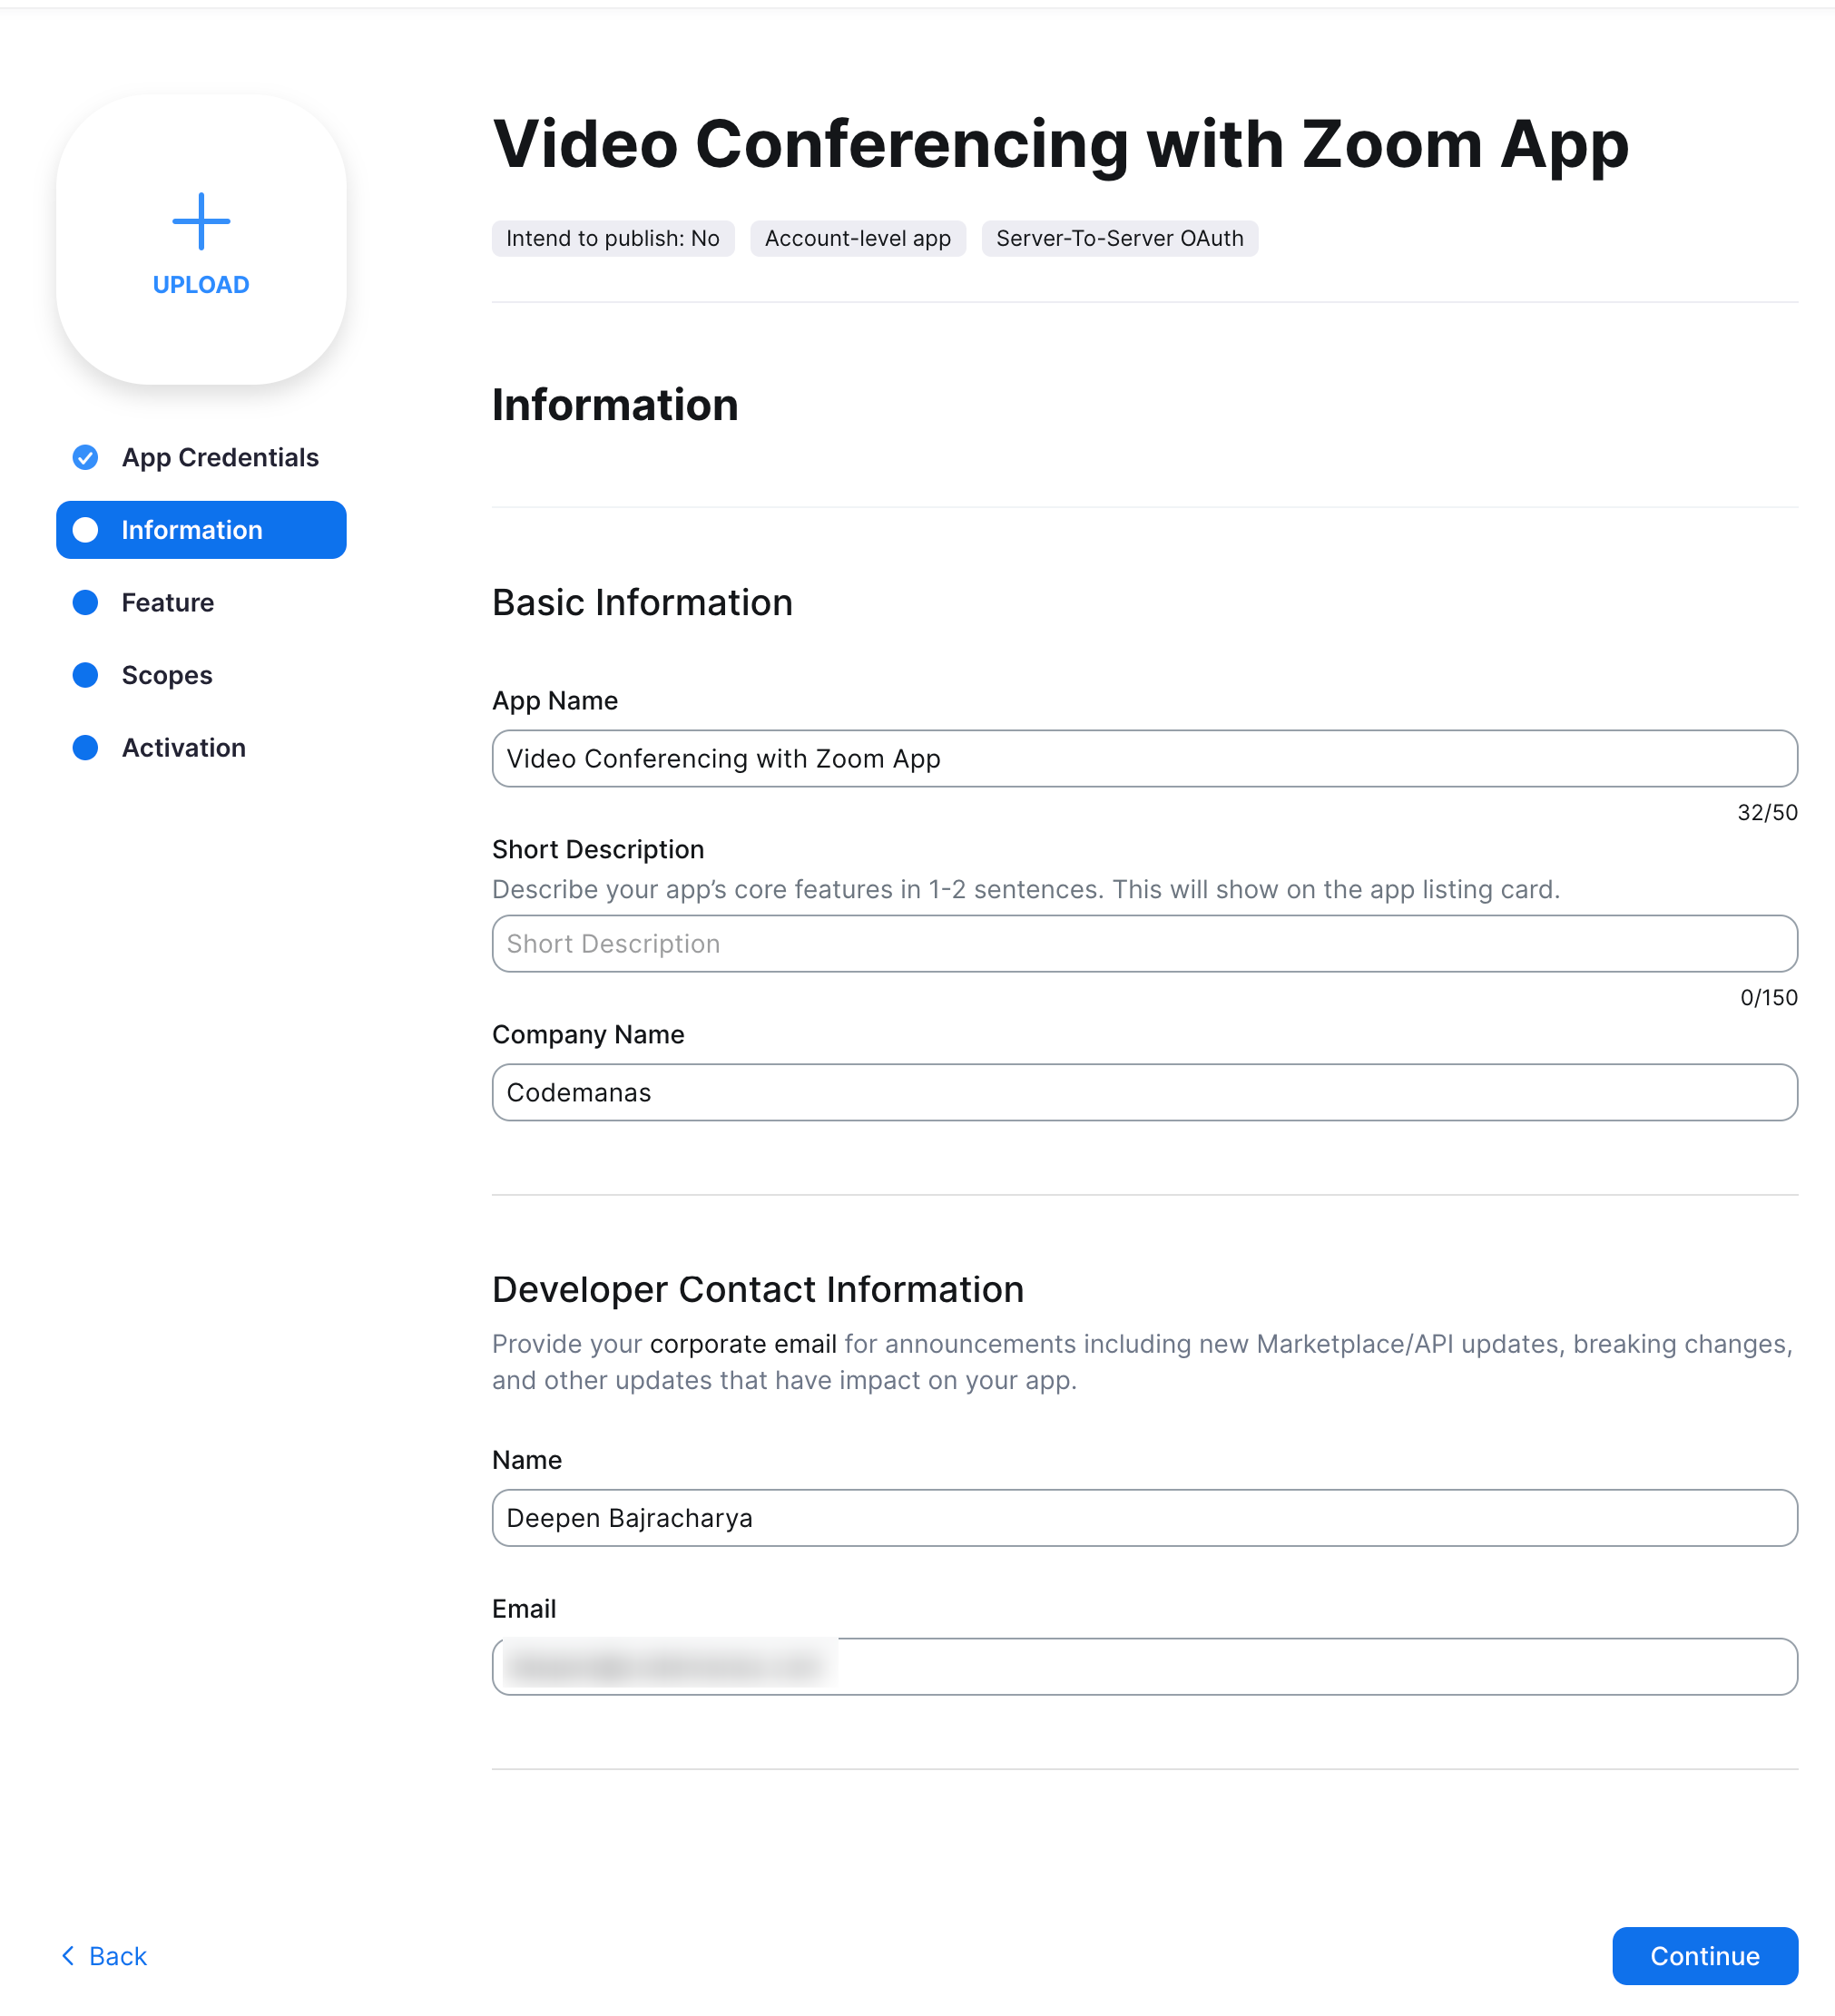 UPLOAD
App Credentials
Information
Feature
Scopes
Activation
Video Conferencing with Zoom App
Intend to publish: No
Account-level app
Server-To-Server OAuth
Information
Basic Information
App Name
Video Conferencing with Zoom App
32/50
Short Description
Describe your app’s core features in 1-2 sentences. This will show on the app listing card.
Short Description
0/150
Company Name
Codemanas
Developer Contact Information
Provide your corporate email for announcements including new Marketplace/API updates, breaking changes,
and other updates that have impact on your app.
Name
Deepen Bajracharya
Email
Back
Continue